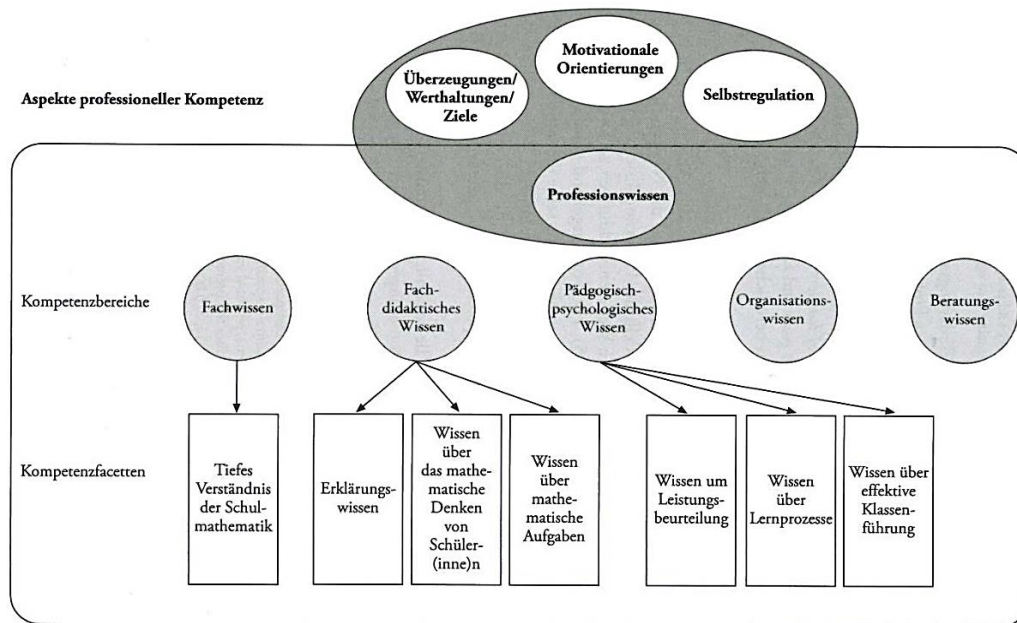 Motivationale
Orientierungen
Überzeugungen/
Werthaltungen/
Ziele
Selbstregulation
Aspekte professioneller Kompetenz
Professionswissen
Kompetenzbereiche
Fachwissen
Fach-
didaktisches
Wissen
Pädgogisch-
psychologisches
Wissen
Organisations-
wissen
Beratungs-
wissen
Kompetenzfacetten
Tiefes
Verständnis
der Schul-
mathematik
Erklärungs-
wissen
Wissen
über
das mathe-
matische
Denken
von
Schüler-
(inne)n
Wissen
über
mathe-
matische
Aufgaben
Wissen um
Leistungs-
beurteilung
Wissen
über
Lernprozesse
Wissen über
effektive
Klassen-
führung